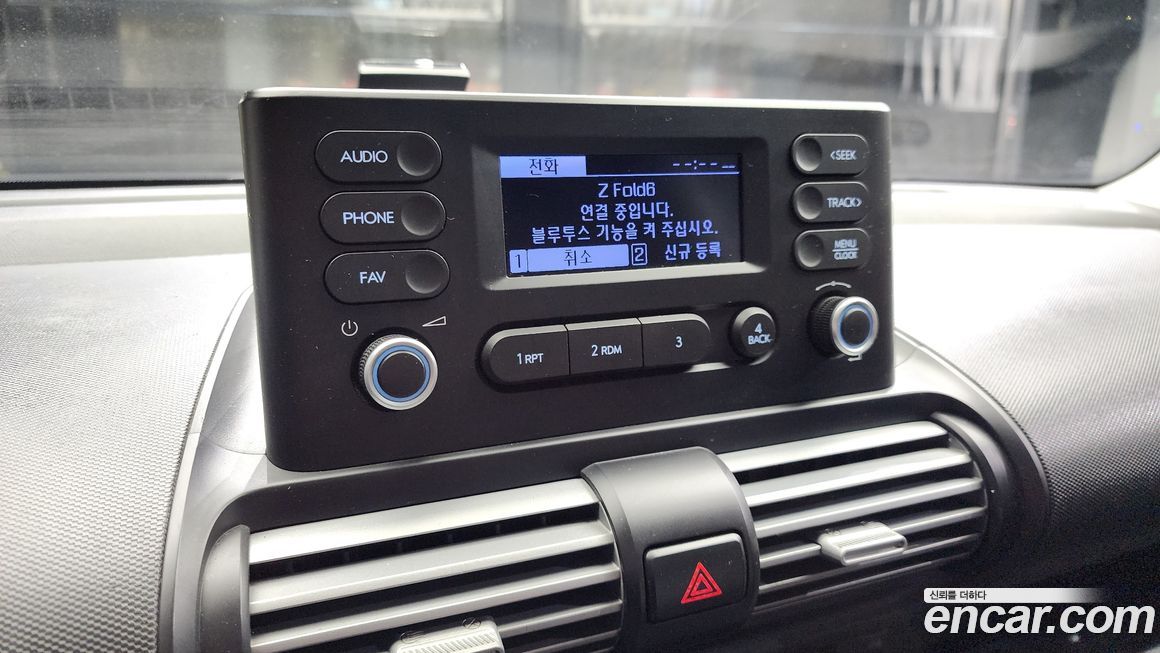 AUDIO
PHONE
FAV
전화 --:-- --
Z Fold6
연결 중입니다.
블루투스 기능을 켜 주십시오.
1 취소 2 신규 등록
<SEEK
TRACK>
MENU
CLOCK
1 RPT
2 RDM
3
4
BACK
신뢰를 더하다
encar.com